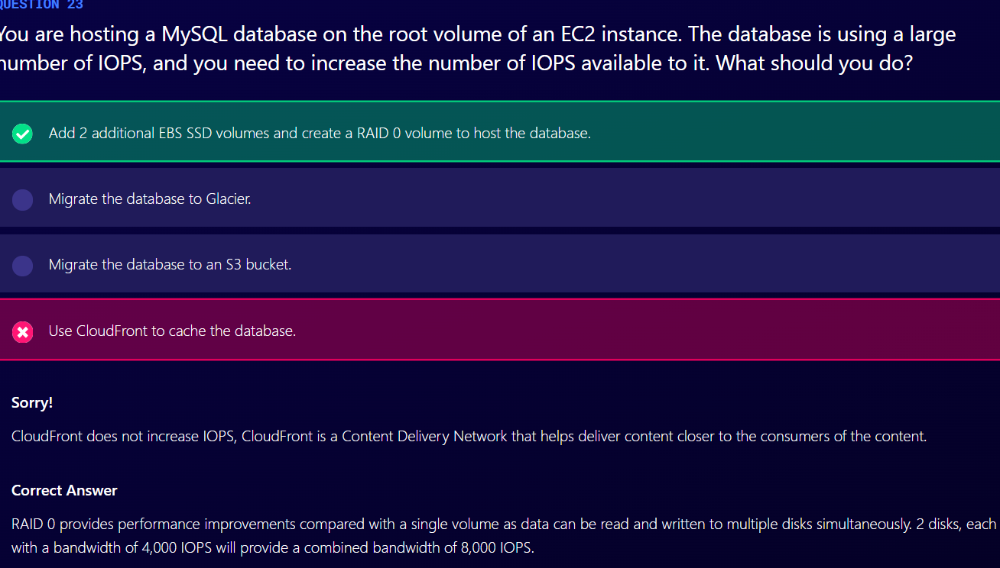 QUESTION 23
You are hosting a MySQL database on the root volume of an EC2 instance. The database is using a large
number of IOPS, and you need to increase the number of IOPS available to it. What should you do?
Add 2 additional EBS SSD volumes and create a RAID 0 volume to host the database.
Migrate the database to Glacier.
Migrate the database to an S3 bucket.
Use CloudFront to cache the database.
Sorry!
CloudFront does not increase IOPS, CloudFront is a Content Delivery Network that helps deliver content closer to the consumers of the content.
Correct Answer
RAID 0 provides performance improvements compared with a single volume as data can be read and written to multiple disks simultaneously. 2 disks, each
with a bandwidth of 4,000 IOPS will provide a combined bandwidth of 8,000 IOPS.